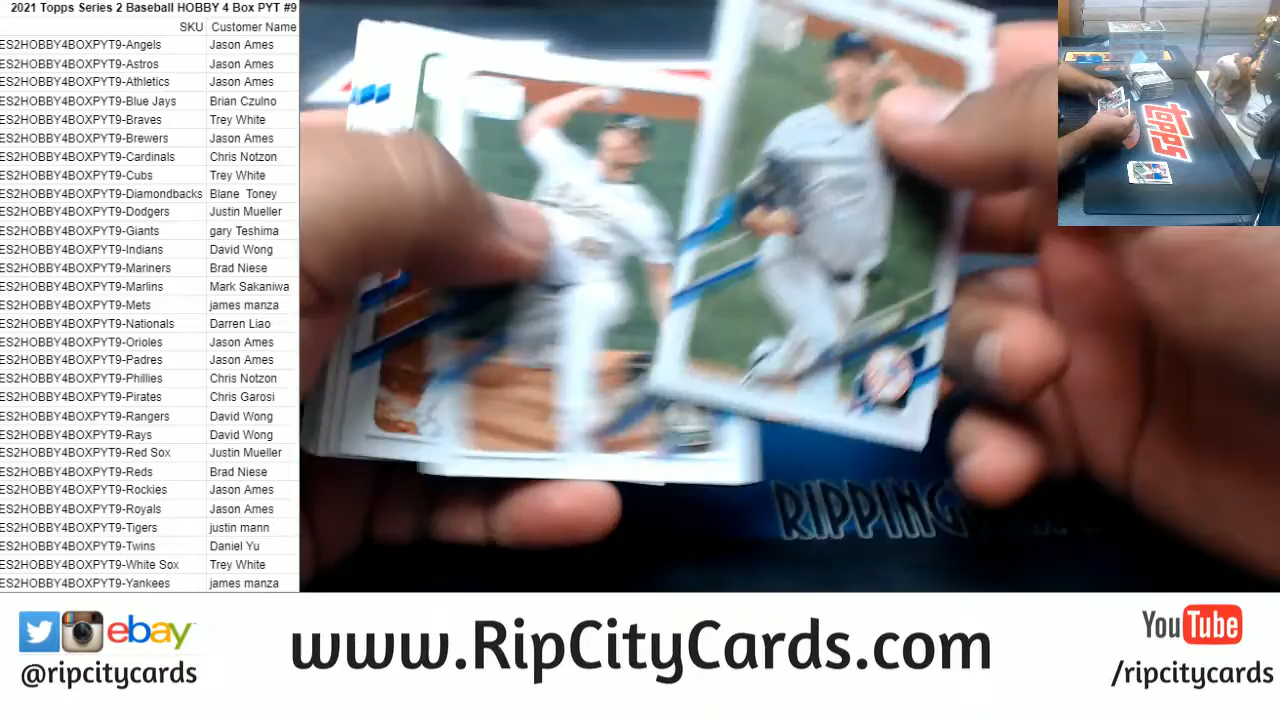 2021 Topps Series 2 Baseball HOBBY 4 Box PYT #9
SKU Customer Name
ES2HOBBY4BOXPYT9-Angels Jason Ames
ES2HOBBY4BOXPYT9-Astros Jason Ames
ES2HOBBY4BOXPYT9-Athletics Jason Ames
ES2HOBBY4BOXPYT9-Blue Jays Brian Czulno
ES2HOBBY4BOXPYT9-Braves Trey White
ES2HOBBY4BOXPYT9-Brewers Jason Ames
ES2HOBBY4BOXPYT9-Cardinals Chris Notzon
ES2HOBBY4BOXPYT9-Cubs Trey White
ES2HOBBY4BOXPYT9-Diamondbacks Blane Toney
ES2HOBBY4BOXPYT9-Dodgers Justin Mueller
ES2HOBBY4BOXPYT9-Giants gary Teshima
ES2HOBBY4BOXPYT9-Indians David Wong
ES2HOBBY4BOXPYT9-Mariners Brad Niese
ES2HOBBY4BOXPYT9-Marlins Mark Sakaniwa
ES2HOBBY4BOXPYT9-Mets james manza
ES2HOBBY4BOXPYT9-Nationals Darren Liao
ES2HOBBY4BOXPYT9-Orioles Jason Ames
ES2HOBBY4BOXPYT9-Padres Jason Ames
ES2HOBBY4BOXPYT9-Phillies Chris Notzon
ES2HOBBY4BOXPYT9-Pirates Chris Garosi
ES2HOBBY4BOXPYT9-Rangers David Wong
ES2HOBBY4BOXPYT9-Rays David Wong
ES2HOBBY4BOXPYT9-Red Sox Justin Mueller
ES2HOBBY4BOXPYT9-Reds Brad Niese
ES2HOBBY4BOXPYT9-Rockies Jason Ames
ES2HOBBY4BOXPYT9-Royals Jason Ames
ES2HOBBY4BOXPYT9-Tigers justin mann
ES2HOBBY4BOXPYT9-Twins Daniel Yu
ES2HOBBY4BOXPYT9-White Sox Trey White
ES2HOBBY4BOXPYT9-Yankees james manza
topps
RIPPING
ebay
@ripcitycards
www.RipCityCards.com
YouTube
/ripcitycards